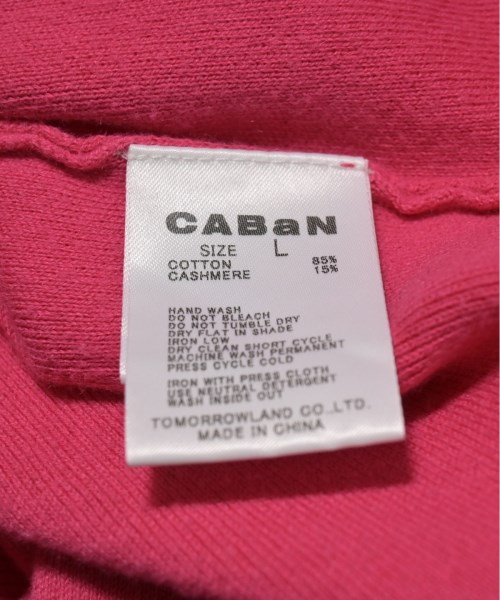 CABaN
SIZE L
COTTON 85%
CASHMERE 15%
HAND WASH
DO NOT BLEACH
DO NOT TUMBLE DRY
DRY FLAT IN SHADE
IRON LOW
DRY CLEAN SHORT CYCLE
MACHINE WASH PERMANENT
PRESS CYCLE COLD
IRON WITH PRESS CLOTH
USE NEUTRAL DETERGENT
WASH INSIDE OUT
TOMORROWLAND CO.,LTD.
MADE IN CHINA